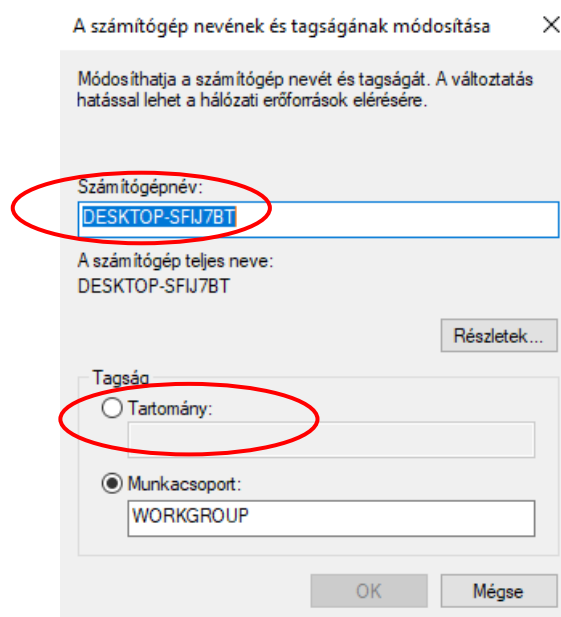 A számítógép nevének és tagságának módosítása
Módosíthatja a számítógép nevét és tagságát. A változtatás
hatással lehet a hálózati erőforrások elérésére.
Számítógépnév:
DESKTOP-SFIJ7BT
A számítógép teljes neve:
DESKTOP-SFIJ7BT
Részletek...
Tagság
Tartomány:
Munkacsoport:
WORKGROUP
OK
Mégse